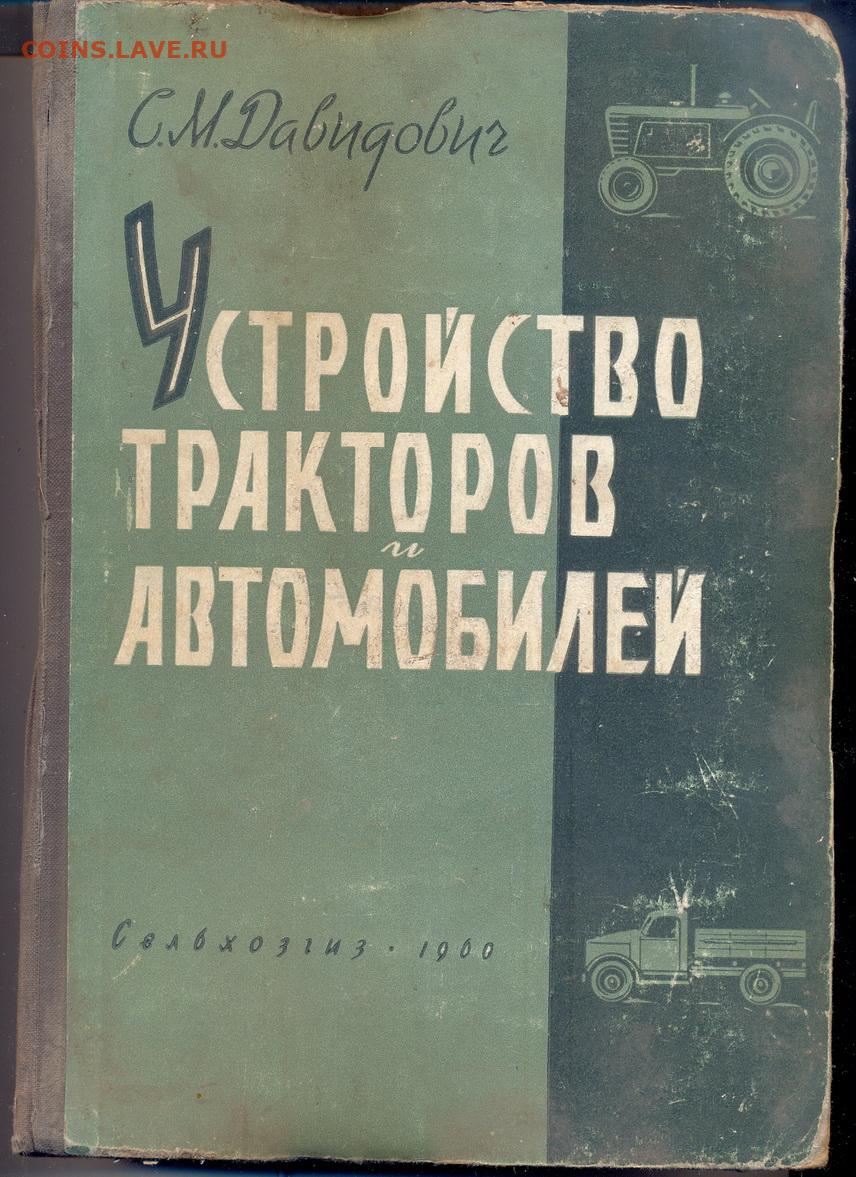 COINS.LAVE.RU
С.М.Давидович
УСТРОЙСТВО
ТРАКТОРОВ
и
АВТОМОБИЛЕЙ
Сельхозгиз · 1960